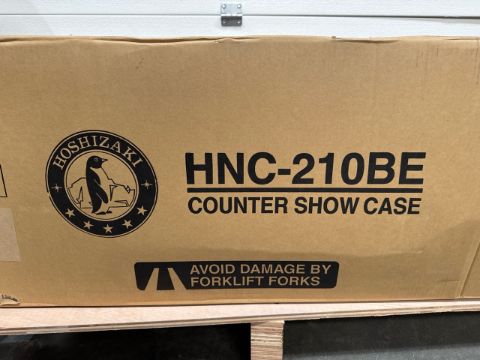 HOSHIZAKI
HNC-210BE
COUNTER SHOW CASE
AVOID DAMAGE BY
FORKLIFT FORKS